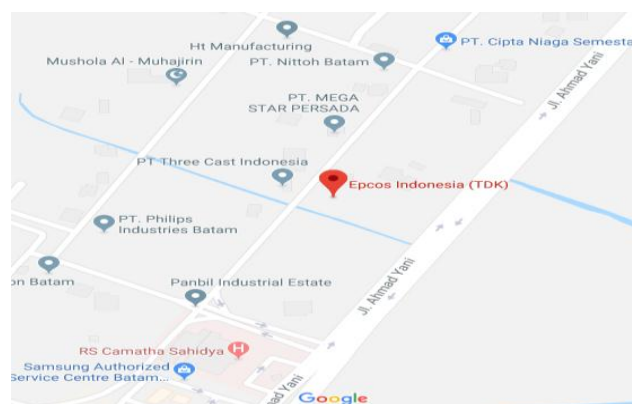 Ht Manufacturing
PT. Cipta Niaga Semesta
Mushola Al - Muhajirin
PT. Nittoh Batam
Jl. Ahmad Yani
PT. MEGA
STAR PERSADA
PT Three Cast Indonesia
Epcos Indonesia (TDK)
PT. Philips
Industries Batam
on Batam
Panbil Industrial Estate
Jl. Ahmad Yani
RS Camatha Sahidya
H
Samsung Authorized
Service Centre Batam...
ad Yani
Google